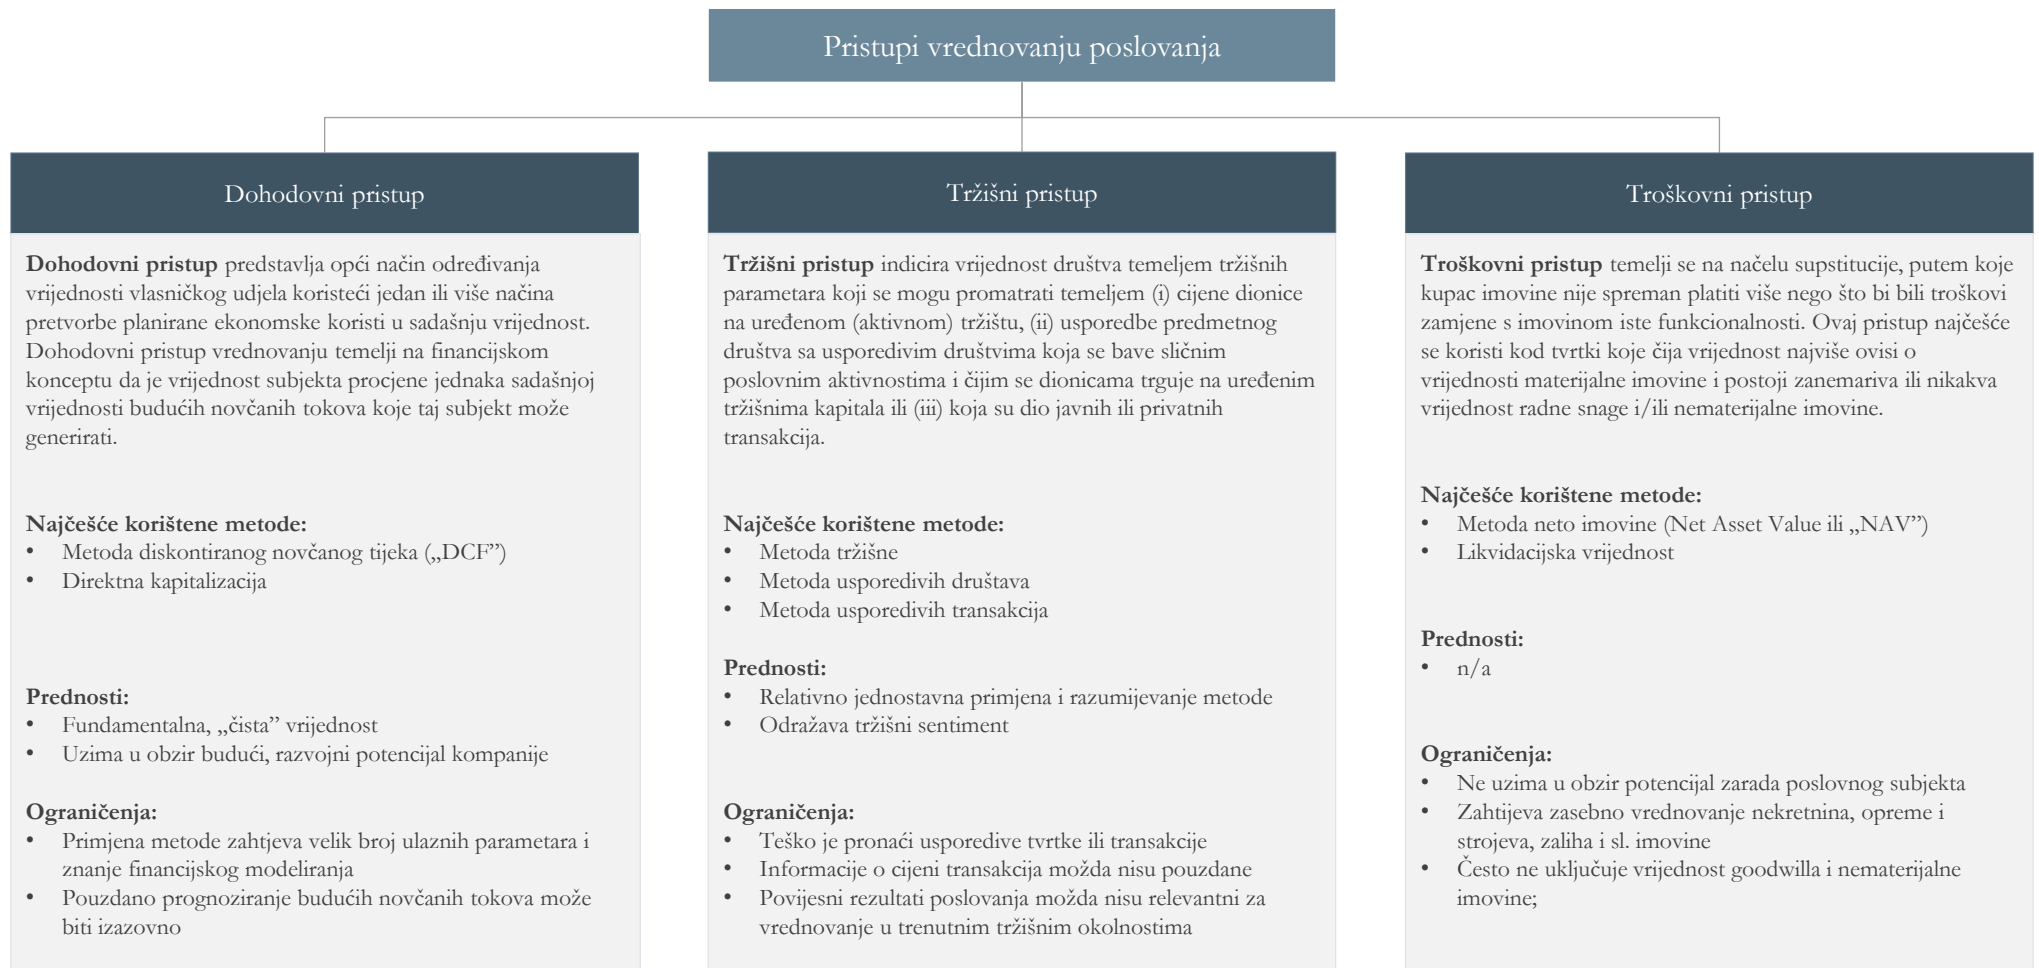 Pristupi vrednovanju poslovanja
Dohodovni pristup
Dohodovni pristup predstavlja opći način određivanja
vrijednosti vlasničkog udjela koristeći jedan ili više načina
pretvorbe planirane ekonomske koristi u sadašnju vrijednost.
Dohodovni pristup vrednovanju temelji na financijskom
konceptu da je vrijednost subjekta procjene jednaka sadašnjoj
vrijednosti budućih novčanih tokova koje taj subjekt može
generirati.
Najčešće korištene metode:
• Metoda diskontiranog novčanog tijeka („DCF”)
• Direktna kapitalizacija
Prednosti:
• Fundamentalna, „čista” vrijednost
• Uzima u obzir budući, razvojni potencijal kompanije
Ograničenja:
• Primjena metode zahtjeva velik broj ulaznih parametara i
znanje financijskog modeliranja
• Pouzdano prognoziranje budućih novčanih tokova može
biti izazovno
Tržišni pristup
Tržišni pristup indicira vrijednost društva temeljem tržišnih
parametara koji se mogu promatrati temeljem (i) cijene dionice
na uređenom (aktivnom) tržištu, (ii) usporedbe predmetnog
društva sa usporedivim društvima koja se bave sličnim
poslovnim aktivnostima i čijim se dionicama trguje na uređenim
tržišnima kapitala ili (iii) koja su dio javnih ili privatnih
transakcija.
Najčešće korištene metode:
• Metoda tržišne
• Metoda usporedivih društava
• Metoda usporedivih transakcija
Prednosti:
• Relativno jednostavna primjena i razumijevanje metode
• Odražava tržišni sentiment
Ograničenja:
• Teško je pronaći usporedive tvrtke ili transakcije
• Informacije o cijeni transakcija možda nisu pouzdane
• Povijesni rezultati poslovanja možda nisu relevantni za
vrednovanje u trenutnim tržišnim okolnostima
Troškovni pristup
Troškovni pristup temelji se na načelu supstitucije, putem koje
kupac imovine nije spreman platiti više nego što bi bili troškovi
zamjene s imovinom iste funkcionalnosti. Ovaj pristup najčešće
se koristi kod tvrtki koje čija vrijednost najviše ovisi o
vrijednosti materijalne imovine i postoji zanemariva ili nikakva
vrijednost radne snage i/ili nematerijalne imovine.
Najčešće korištene metode:
• Metoda neto imovine (Net Asset Value ili „NAV”)
• Likvidacijska vrijednost
Prednosti:
• n/a
Ograničenja:
• Ne uzima u obzir potencijal zarada poslovnog subjekta
• Zahtijeva zasebno vrednovanje nekretnina, opreme i
strojeva, zaliha i sl. imovine
• Često ne uključuje vrijednost goodwilla i nematerijalne
imovine;